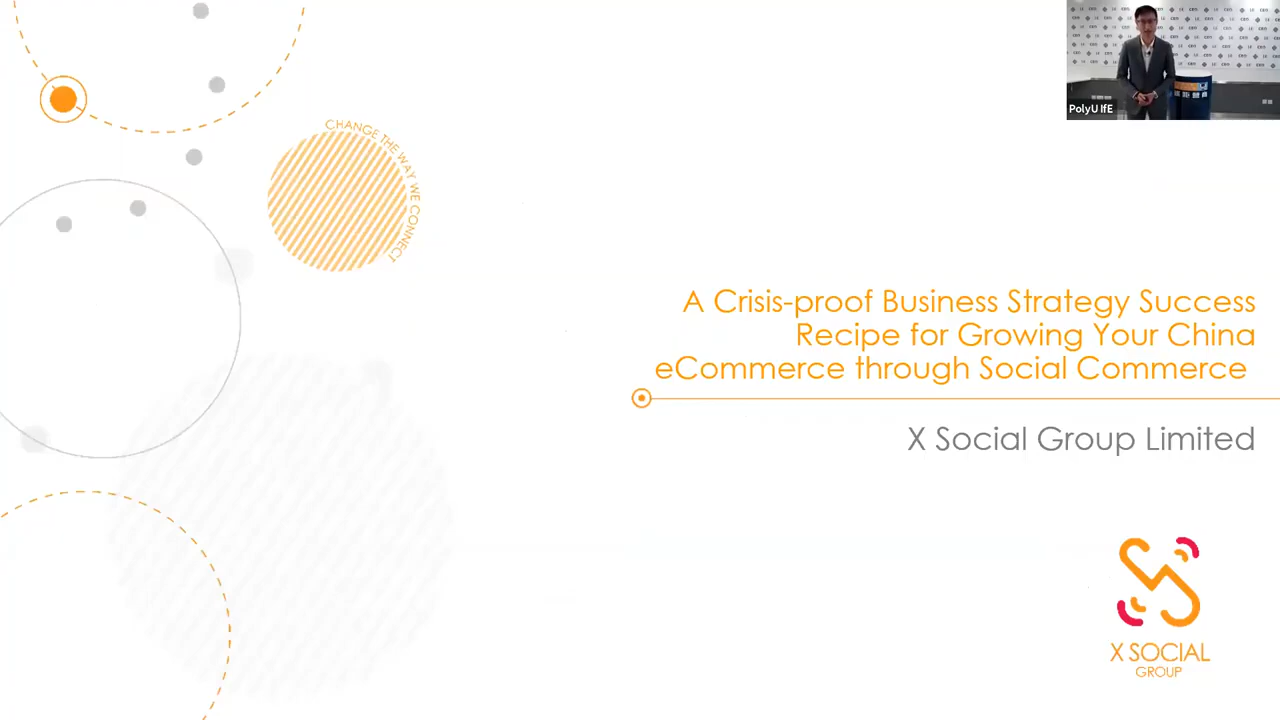 CHANGE THE WAY WE CONNECT
PolyU IfE
A Crisis-proof Business Strategy Success
Recipe for Growing Your China
eCommerce through Social Commerce
X Social Group Limited
X SOCIAL
GROUP